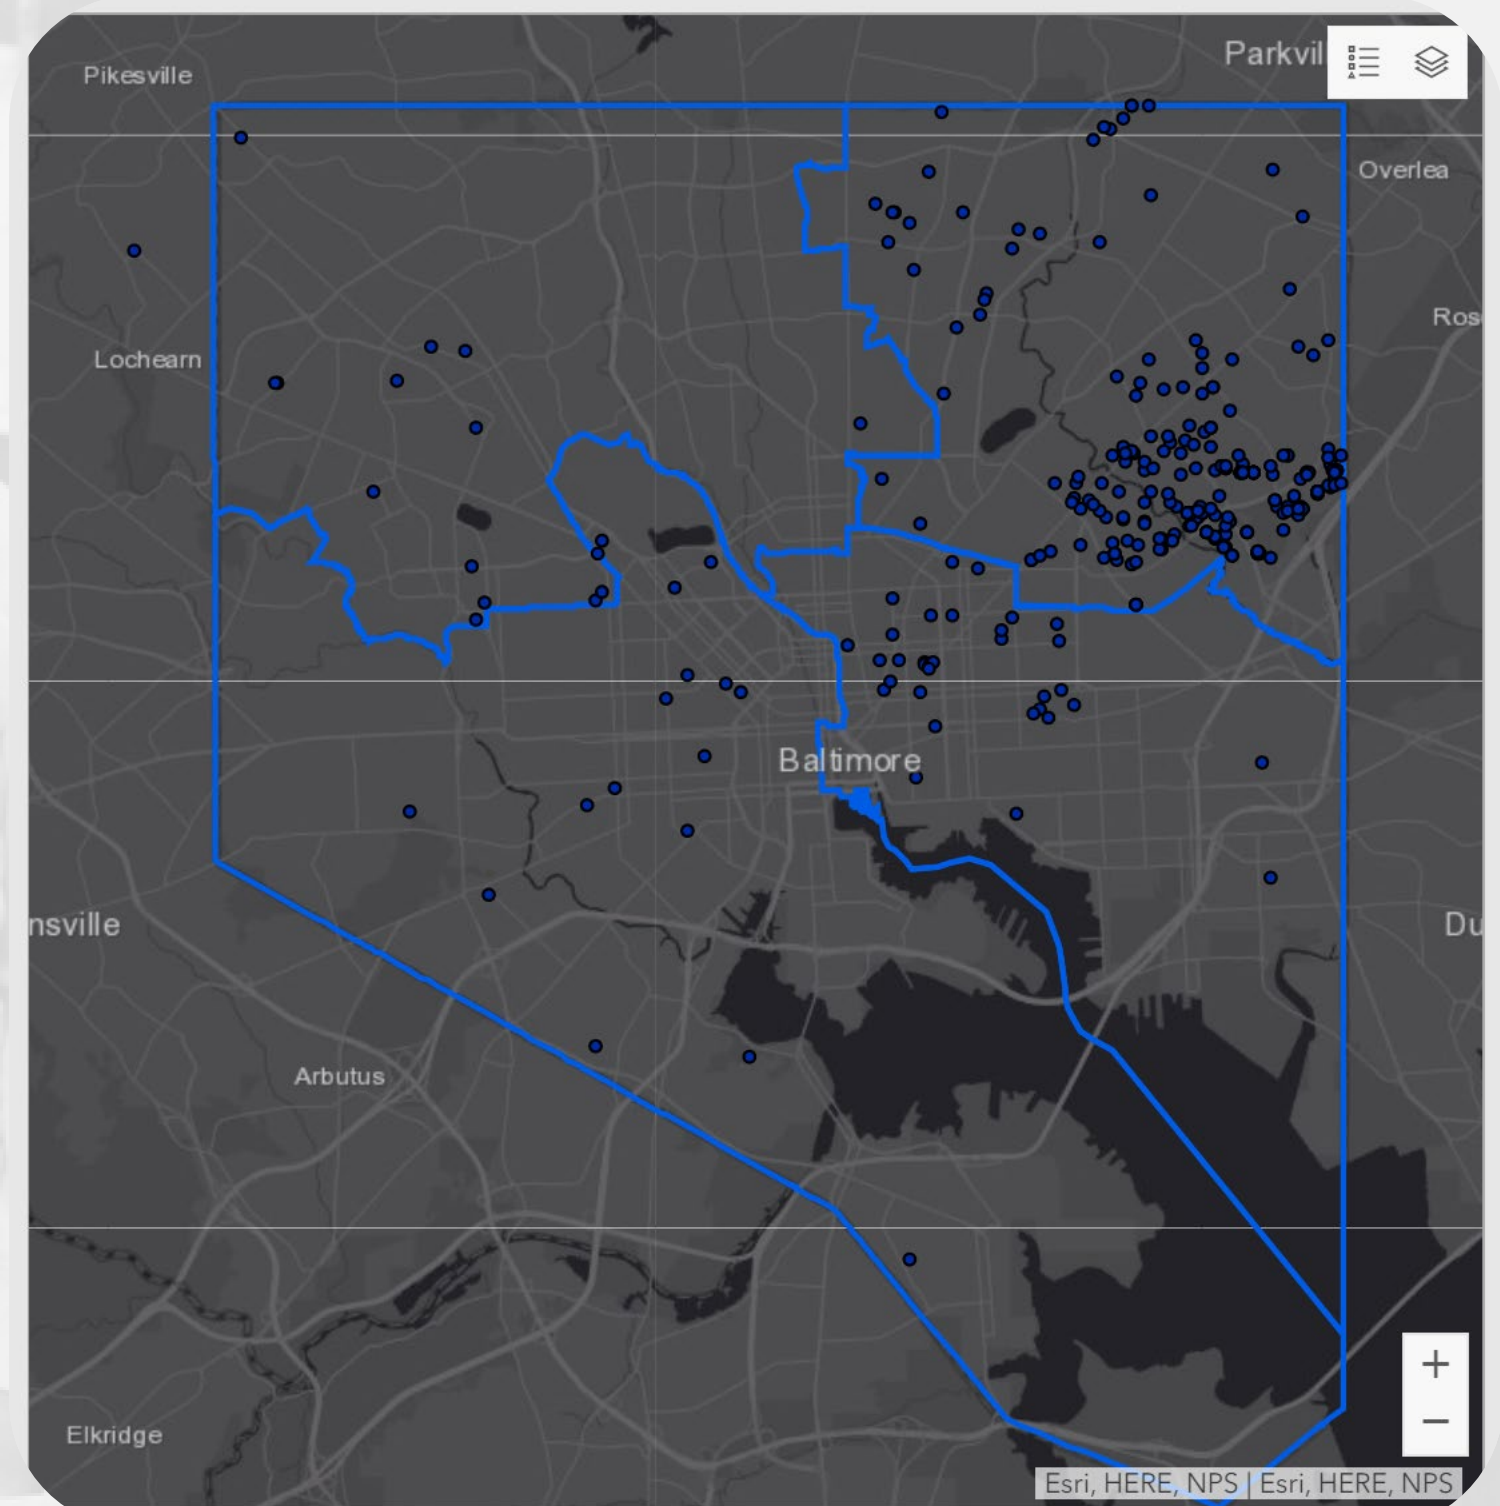 Parkvil
Pikesville
Overlea
Ros
Lochearn
Baltimore
nsville
Du
Arbutus
Elkridge
Esri, HERE, NPS | Esri, HERE, NPS